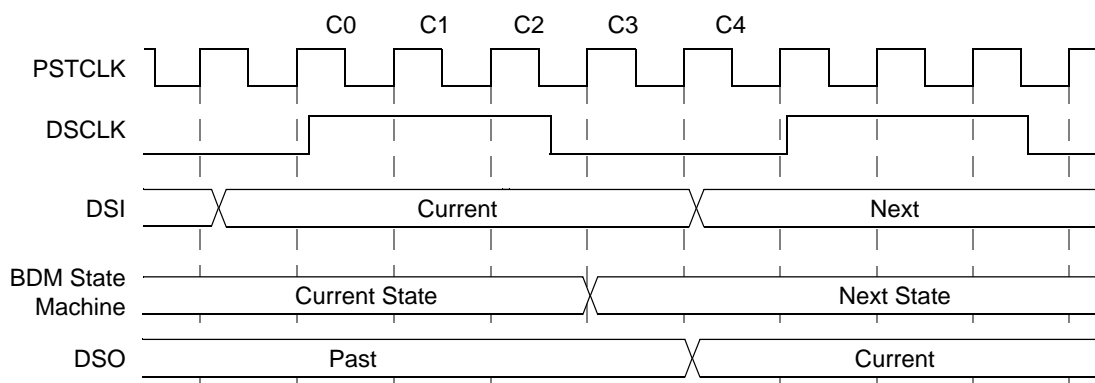 C0 C1 C2 C3 C4
PSTCLK
DSCLK
DSI Current Next
BDM State
Machine Current State Next State
DSO Past Current